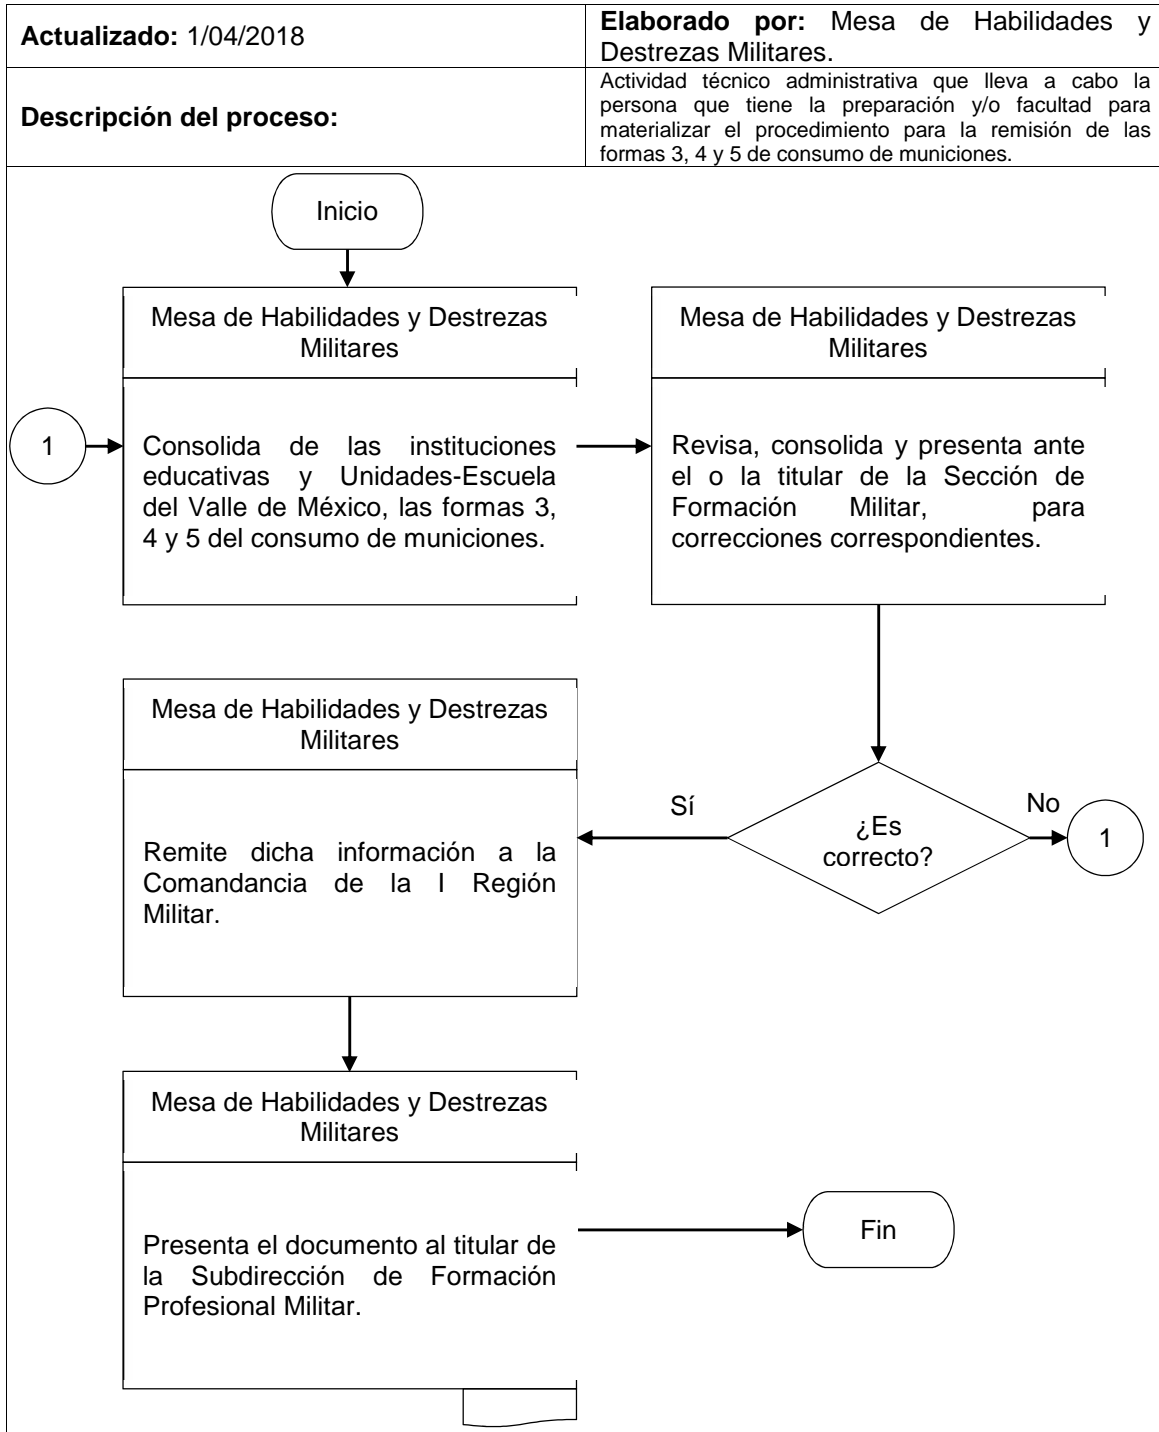 Actualizado: 1/04/2018
Elaborado por: Mesa de Habilidades y
Destrezas Militares.
Descripción del proceso:
Actividad técnico administrativa que lleva a cabo la
persona que tiene la preparación y/o facultad para
materializar el procedimiento para la remisión de las
formas 3, 4 y 5 de consumo de municiones.
Inicio
Mesa de Habilidades y Destrezas
Militares
1
Consolida de las instituciones
educativas y Unidades-Escuela
del Valle de México, las formas 3,
4 y 5 del consumo de municiones.
Mesa de Habilidades y Destrezas
Militares
Revisa, consolida y presenta ante
el o la titular de la Sección de
Formación Militar, para
correcciones correspondientes.
¿Es
correcto?
No
1
Sí
Mesa de Habilidades y Destrezas
Militares
Remite dicha información a la
Comandancia de la I Región
Militar.
Mesa de Habilidades y Destrezas
Militares
Presenta el documento al titular de
la Subdirección de Formación
Profesional Militar.
Fin